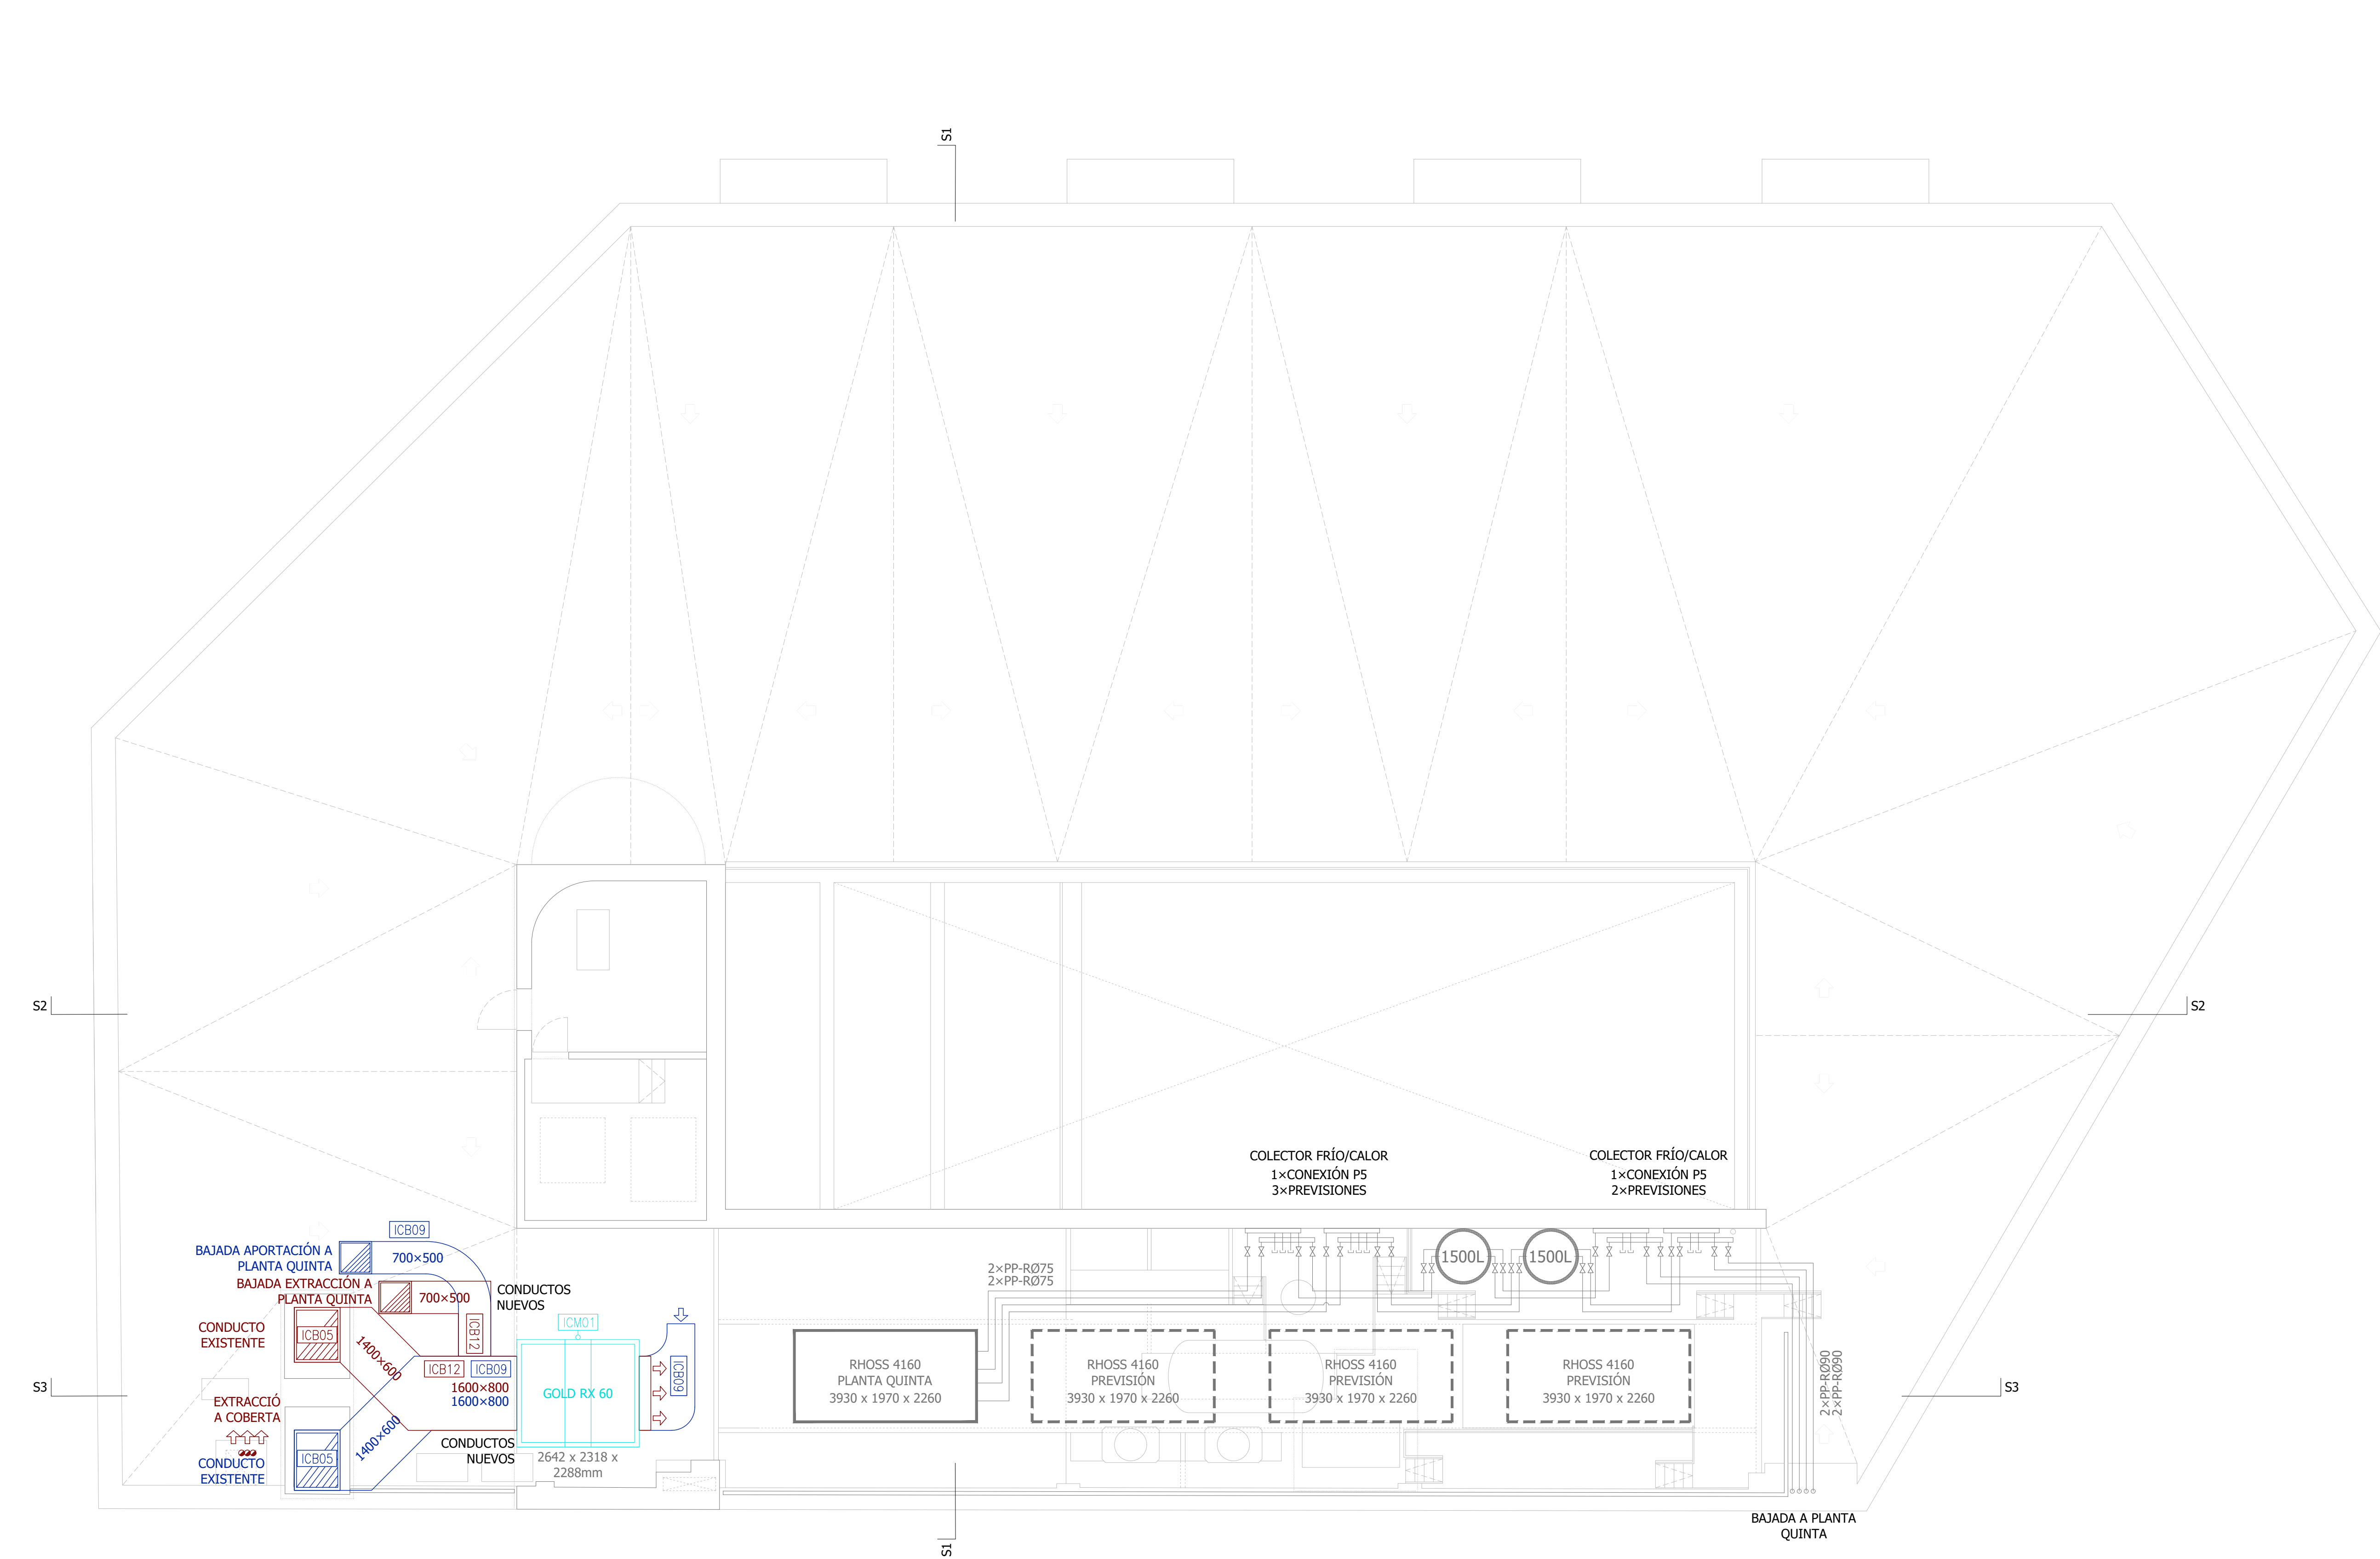 S1
S2
S2
COLECTOR FRÍO/CALOR
1×CONEXIÓN P5
3×PREVISIONES
COLECTOR FRÍO/CALOR
1×CONEXIÓN P5
2×PREVISIONES
ICB09
BAJADA APORTACIÓN A
PLANTA QUINTA
700×500
BAJADA EXTRACCIÓN A
PLANTA QUINTA
700×500
CONDUCTOS
NUEVOS
1500L
1500L
2×PP-RØ75
2×PP-RØ75
CONDUCTO
EXISTENTE
ICB05
1400×600
ICB12
ICM01
ICB12
ICB09
1600×800
1600×800
GOLD RX 60
ICB09
RHOSS 4160
PLANTA QUINTA
3930 x 1970 x 2260
RHOSS 4160
PREVISIÓN
3930 x 1970 x 2260
RHOSS 4160
PREVISIÓN
3930 x 1970 x 2260
RHOSS 4160
PREVISIÓN
3930 x 1970 x 2260
2×PP-RØ90
2×PP-RØ90
S3
S3
EXTRACCIÓ
A COBERTA
1400×600
CONDUCTO
EXISTENTE
ICB05
CONDUCTOS
NUEVOS
2642 x 2318 x
2288mm
BAJADA A PLANTA
QUINTA
S1